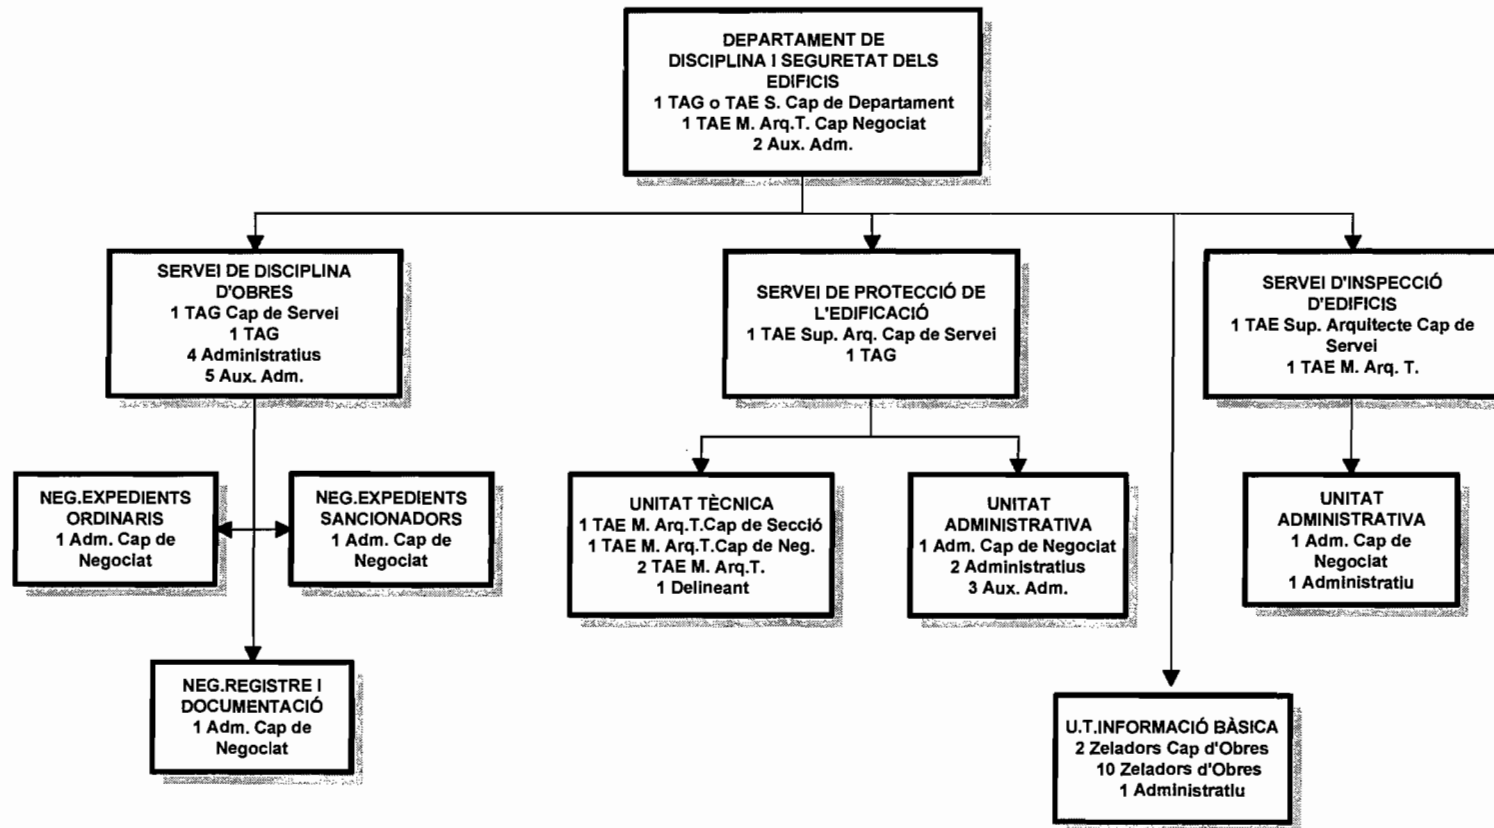 DEPARTAMENT DE
DISCIPLINA I SEGURETAT DELS
EDIFICIS
1 TAG o TAE S. Cap de Departament
1 TAE M. Arq.T. Cap Negociat
2 Aux. Adm.
SERVEI DE DISCIPLINA
D'OBRES
1 TAG Cap de Servei
1 TAG
4 Administratius
5 Aux. Adm.
SERVEI DE PROTECCIÓ DE
L'EDIFICACIÓ
1 TAE Sup. Arq. Cap de Servei
1 TAG
SERVEI D'INSPECCIÓ
D'EDIFICIS
1 TAE Sup. Arquitecte Cap de
Servei
1 TAE M. Arq. T.
NEG.EXPEDIENTS
ORDINARIS
1 Adm. Cap de
Negociat
NEG.EXPEDIENTS
SANCIONADORS
1 Adm. Cap de
Negociat
UNITAT TÈCNICA
1 TAE M. Arq.T.Cap de Secció
1 TAE M. Arq.T.Cap de Neg.
2 TAE M. Arq.T.
1 Delineant
UNITAT
ADMINISTRATIVA
1 Adm. Cap de Negociat
2 Administratius
3 Aux. Adm.
UNITAT
ADMINISTRATIVA
1 Adm. Cap de
Negociat
1 Administratiu
NEG.REGISTRE I
DOCUMENTACIÓ
1 Adm. Cap de
Negociat
U.T.INFORMACIÓ BÀSICA
2 Zeladors Cap d'Obres
10 Zeladors d'Obres
1 Administratiu